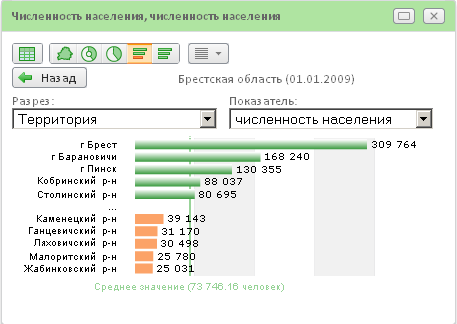 Численность населения, численность населения
Назад
Брестская область (01.01.2009)
Разрез:
Показатель:
Территория
численность населения
г Брест 309 764
г Барановичи 168 240
г Пинск 130 355
Кобринский р-н 88 037
Столинский р-н 80 695
...
Каменецкий р-н 39 143
Ганцевичский р-н 31 170
Ляховичский р-н 30 498
Малоритский р-н 25 780
Жабинковский р-н 25 031
Среднее значение (73 746.16 человек)